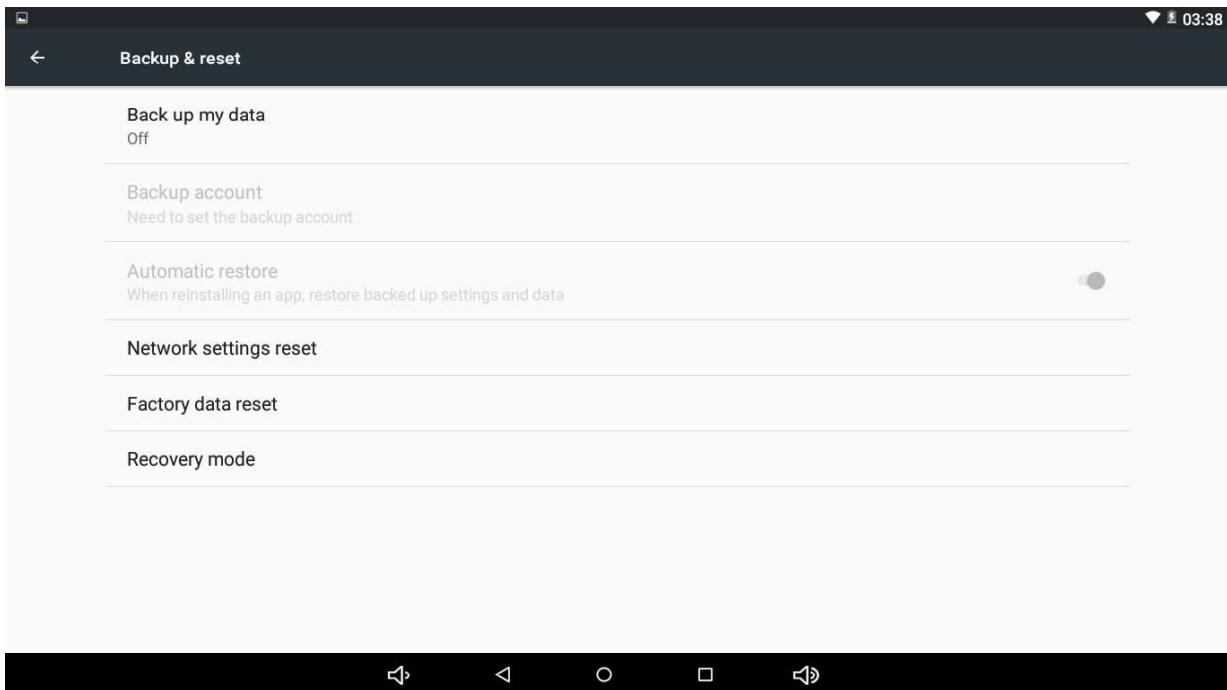 03:38
Backup & reset
Back up my data
Off
Backup account
Need to set the backup account
Automatic restore
When reinstalling an app, restore backed up settings and data
Network settings reset
Factory data reset
Recovery mode